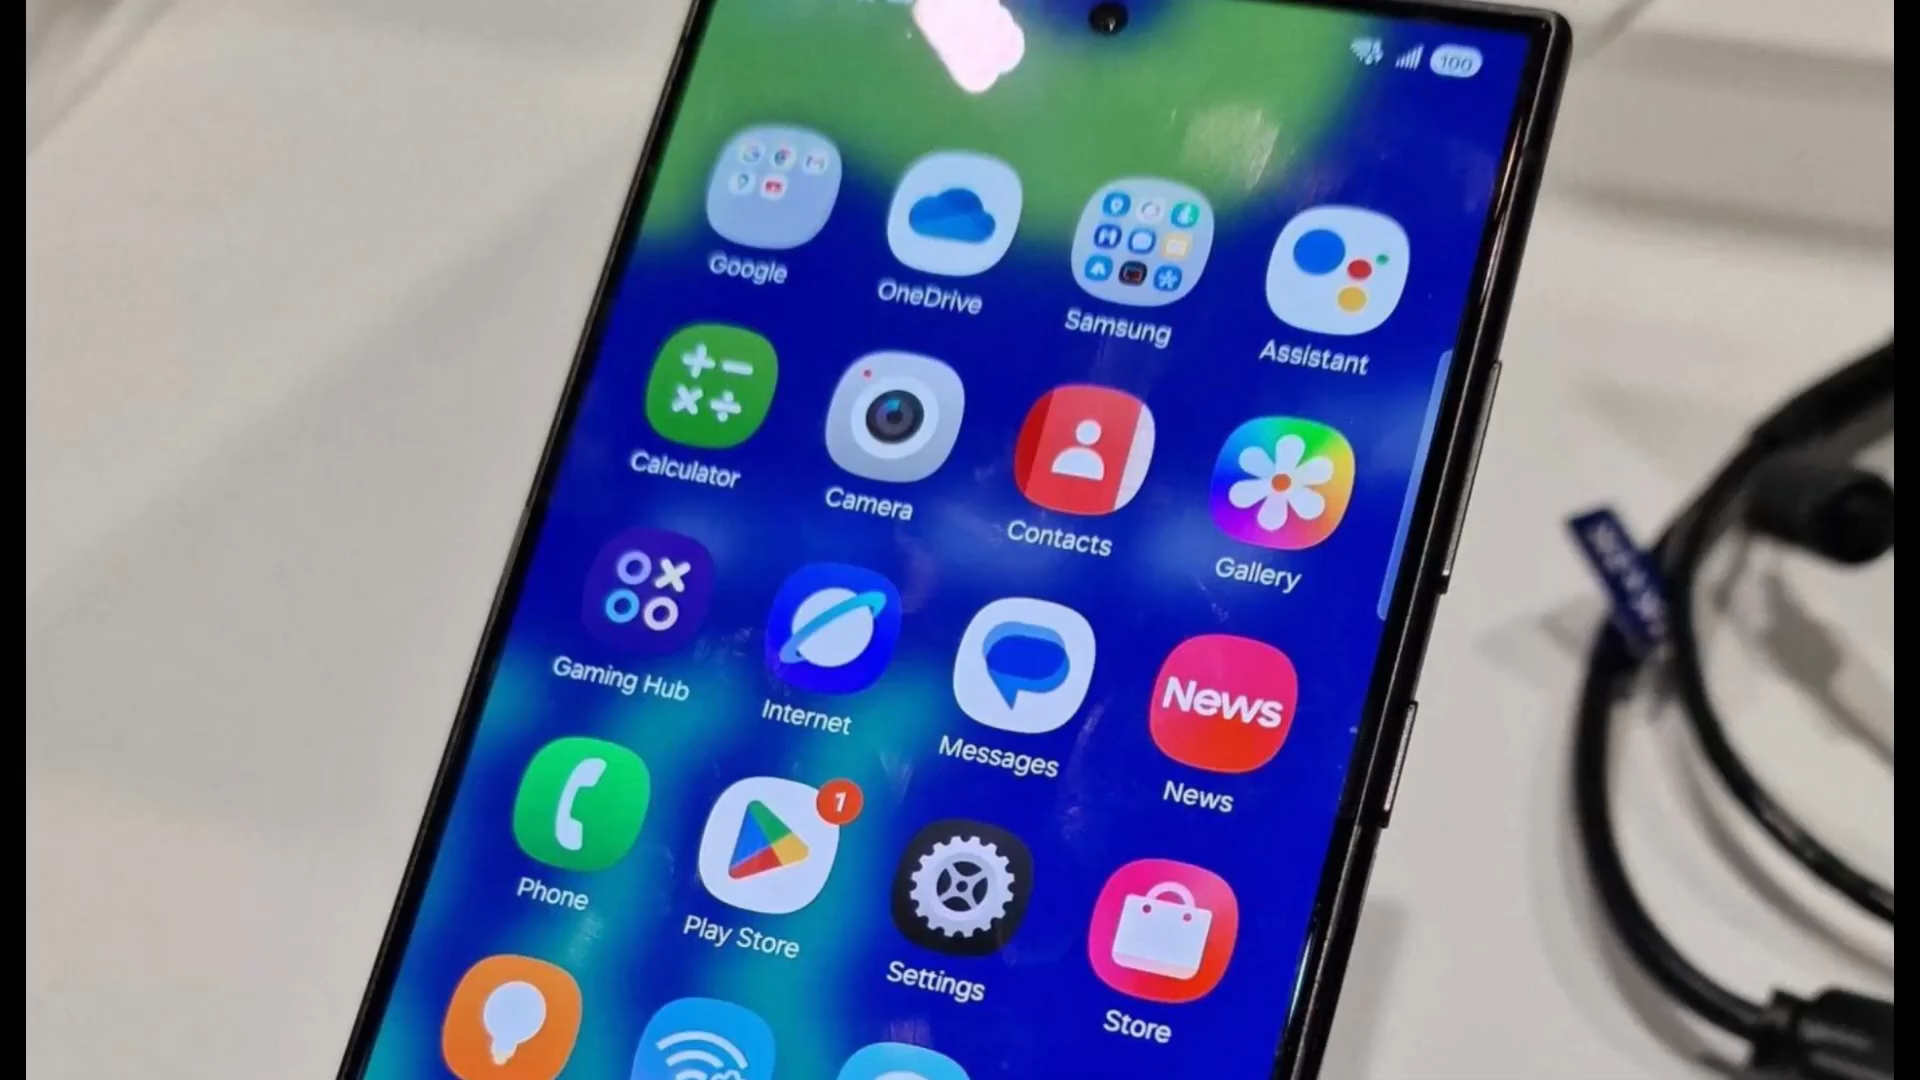 100
Google
OneDrive
Samsung
Assistant
Calculator
Camera
Contacts
Gallery
Gaming Hub
Internet
Messages
News
News
Phone
1
Play Store
Settings
Store